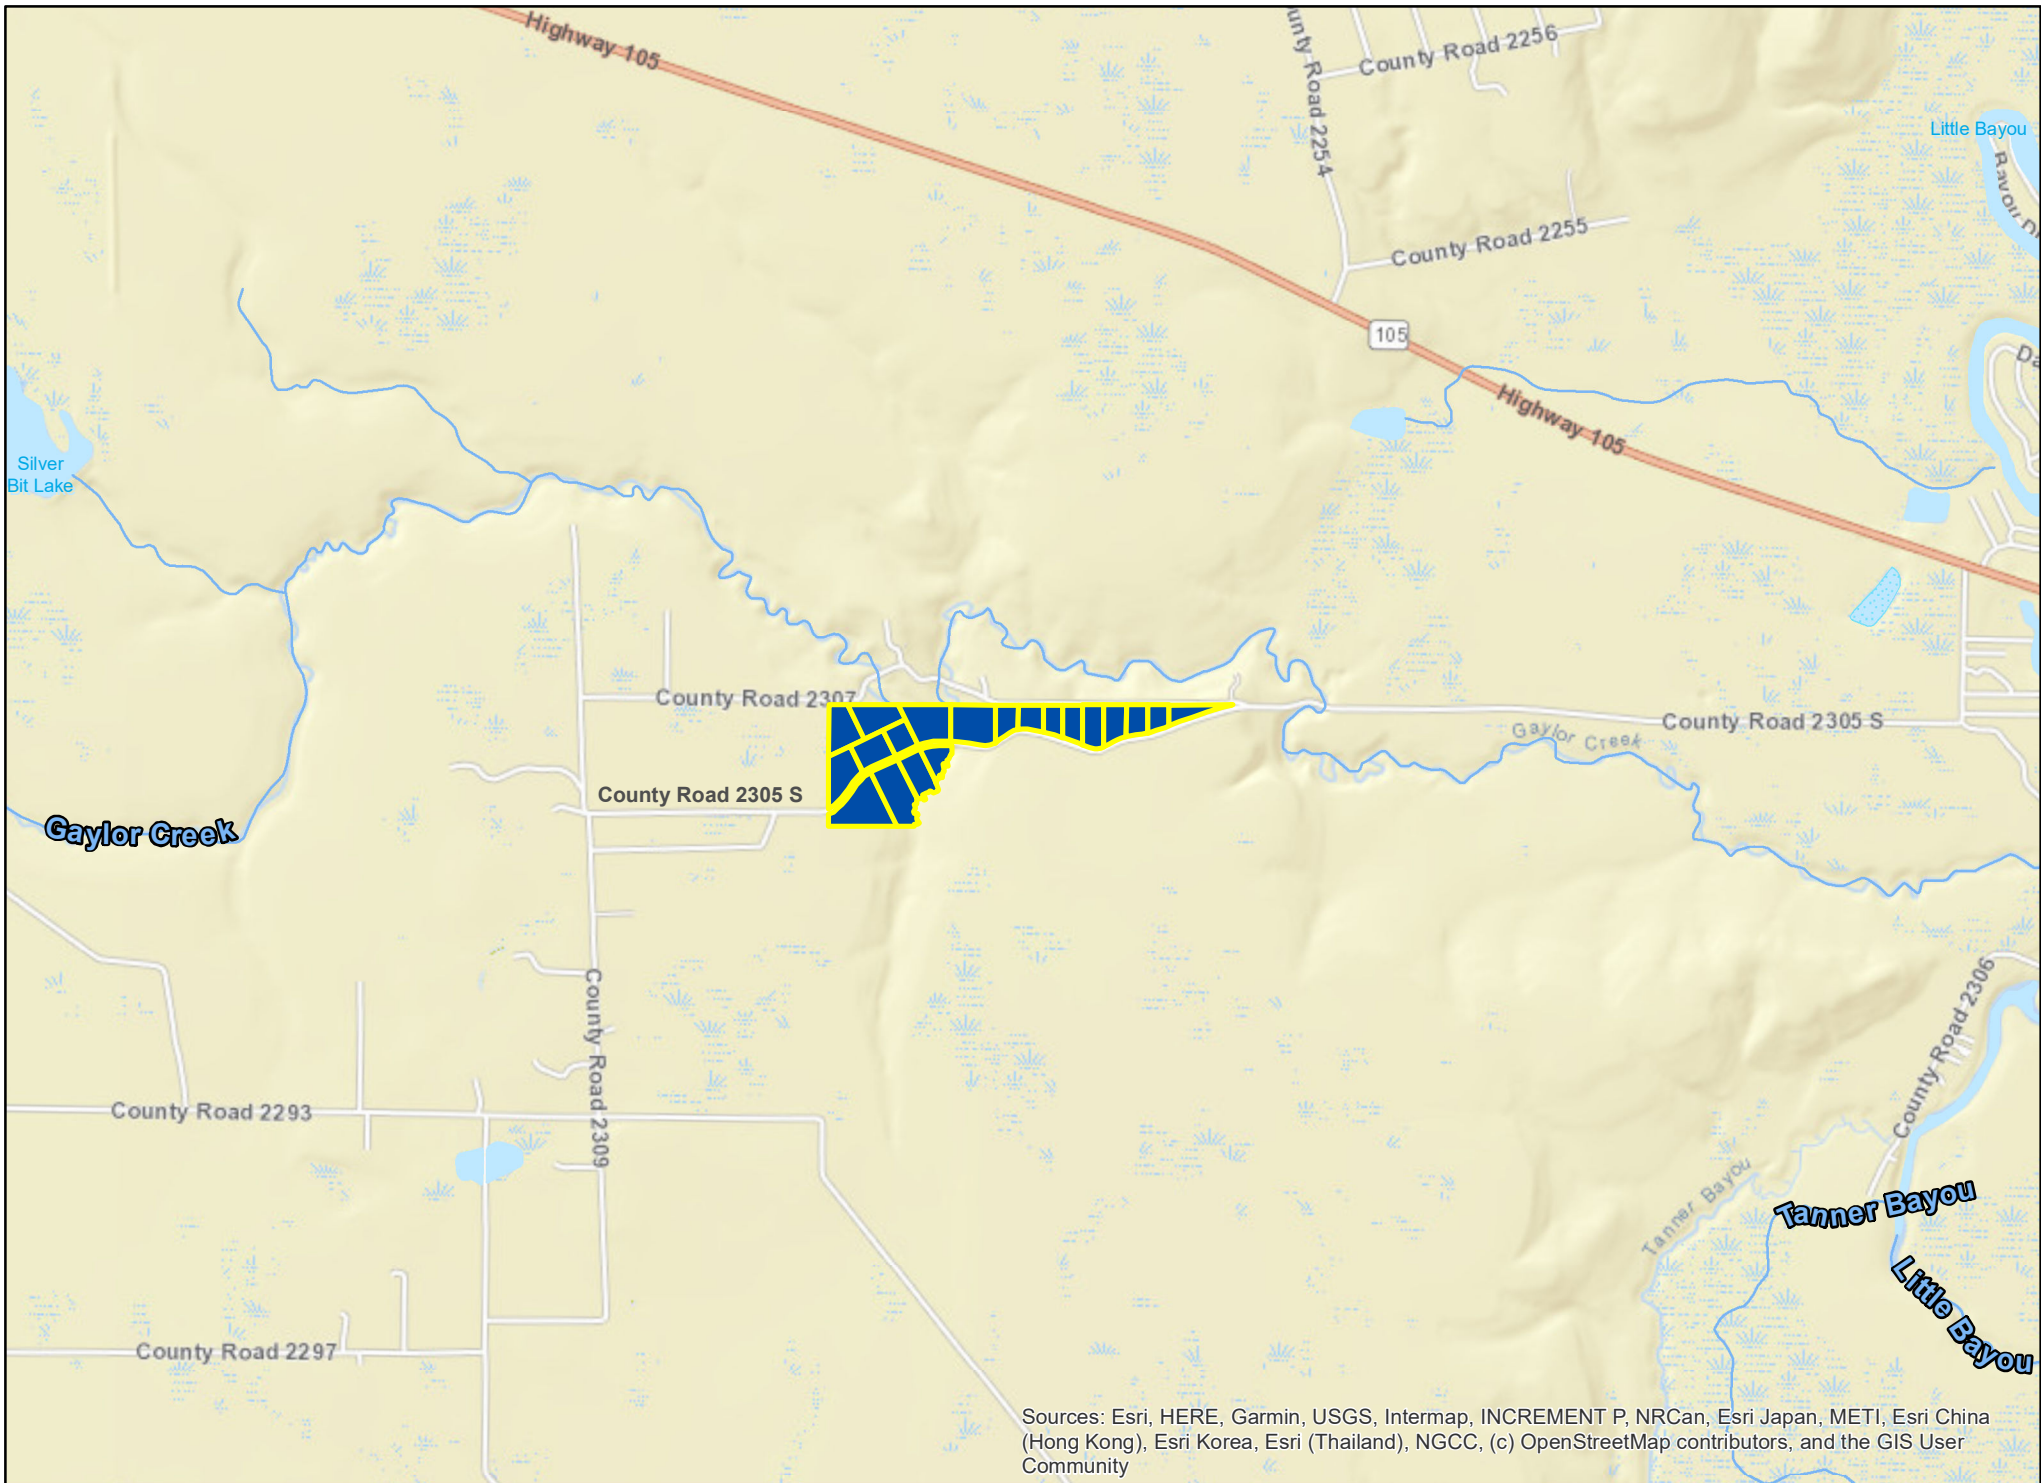 Highway 105
unty Road 2254
County Road 2256
Little Bayou
County Road 2255
105
Highway 105
Silver
Bit Lake
County Road 2307
County Road 2305 S
Gaylor Creek
County Road 2305 S
Gaylor Creek
County Road 2309
County Road 2306
County Road 2293
Tanner Bayou
Tanner Bayou
Little Bayou
County Road 2297
Sources: Esri, HERE, Garmin, USGS, Intermap, INCREMENT P, NRCan, Esri Japan, METI, Esri China
(Hong Kong), Esri Korea, Esri (Thailand), NGCC, (c) OpenStreetMap contributors, and the GIS User
Community